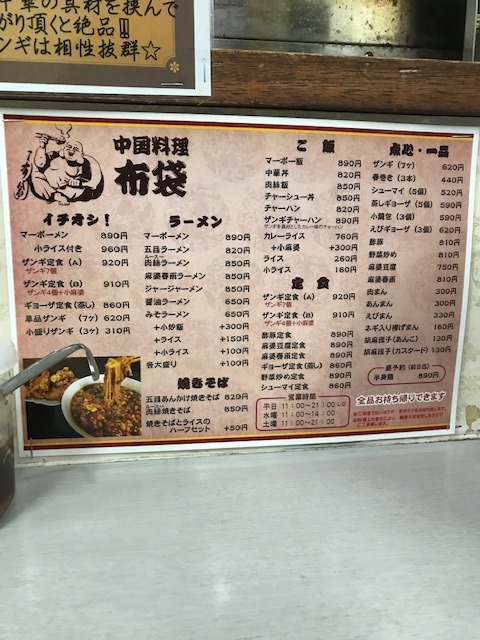 華の具材を挟んで
がり頂くと絶品!!
ンギは相性抜群☆
中国料理
布袋
イチオシ!
マーボーメン 890円
小ライス付き 960円
ザンギ定食(A) 920円
ザンギ7個
ザンギ定食(B) 910円
ザンギ4個+小麻婆
ギョーザ定食(蒸し) 860円
単品ザンギ(7ヶ) 620円
小盛りザンギ(3ヶ) 310円
ラーメン
マーボーメン 890円
五目ラーメン 820円
ルースー
肉絲ラーメン 850円
麻婆春雨ラーメン 850円
ジャージャーメン 850円
醤油ラーメン 650円
みそラーメン 650円
+小炒飯 +300円
+ライス +150円
+小ライス +100円
各大盛り +100円
焼きそば
五目あんかけ焼きそば 820円
肉絲焼きそば 850円
焼きそばとライスの
ハーフセット +50円
ご飯
マーボー飯 890円
中華丼 820円
肉絲飯 850円
チャーシュー丼 850円
チャーハン 820円
ザンギチャーハン 890円
ザンギを具材としたカレー味のチャーハン
カレーライス 760円
+小麻婆 +300円
ライス 260円
小ライス 160円
定食
ザンギ定食(A) 920円
ザンギ7個
ザンギ定食(B) 910円
ザンギ4個+小麻婆
酢豚定食 890円
麻婆豆腐定食 890円
麻婆春雨定食 890円
ギョーザ定食(蒸し) 860円
野菜炒め定食 890円
シューマイ定食 860円
営業時間
平日 11:00〜21:00 L.O
水曜 11:00〜14:00
土曜 11:00〜21:00
点心・一品
ザンギ(7ヶ) 620円
春巻き(3本) 440円
シューマイ(5個) 520円
蒸しギョーザ(5個) 590円
小籠包(3個) 590円
えびギョーザ(5個) 620円
酢豚 810円
野菜炒め 810円
麻婆豆腐 750円
麻婆春雨 890円
肉まん 300円
あんまん 300円
えびまん 330円
ネギ入り揚げまん 160円
胡麻団子(あんこ) 130円
胡麻団子(カスタード) 130円
要予約(前日迄)
半身鶏 890円
全品お持ち帰りできます